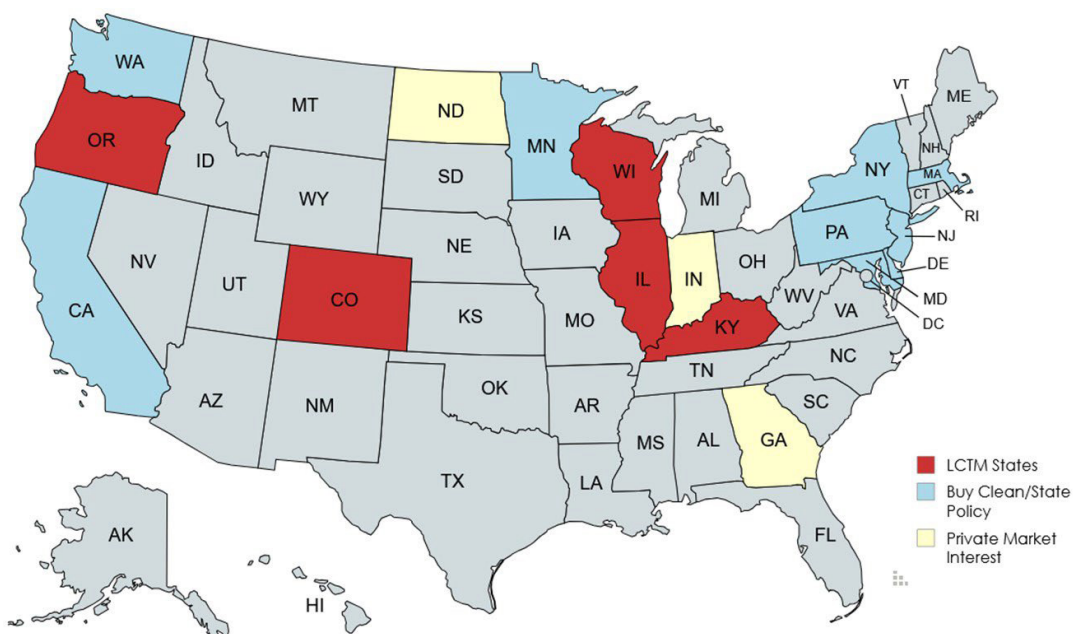 WA
OR
CA
ID
NV
MT
WY
UT
CO
AZ
NM
ND
SD
NE
KS
OK
TX
MN
IA
MO
AR
LA
WI
IL
MI
IN
OH
KY
TN
MS
AL
GA
FL
SC
NC
VA
WV
PA
NY
VT
NH
ME
MA
CT
RI
NJ
DE
MD
DC
AK
HI
LCTM States
Buy Clean/State
Policy
Private Market
Interest